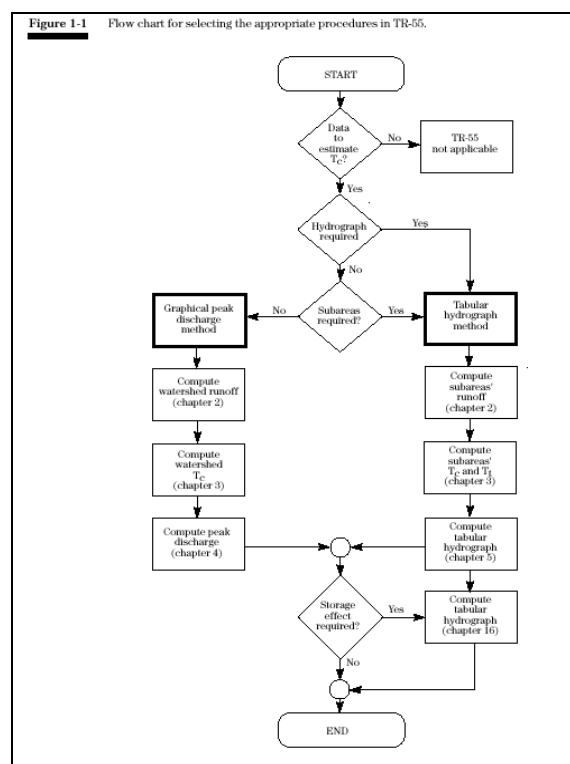 Figure 1-1 Flow chart for selecting the appropriate procedures in TR-55.
START
Data
to
estimate
Tc?
No
TR-55
not applicable
Yes
Hydrograph
required
Yes
No
Graphical peak
discharge
method
No
Subareas
required?
Yes
Tabular
hydrograph
method
Compute
watershed runoff
(chapter 2)
Compute
subareas'
runoff
(chapter 2)
Compute
watershed
Tc
(chapter 3)
Compute
subareas'
Tc and Tt
(chapter 3)
Compute peak
discharge
(chapter 4)
Compute
tabular
hydrograph
(chapter 5)
Storage
effect
required?
Yes
Compute
tabular
hydrograph
(chapter 16)
No
END